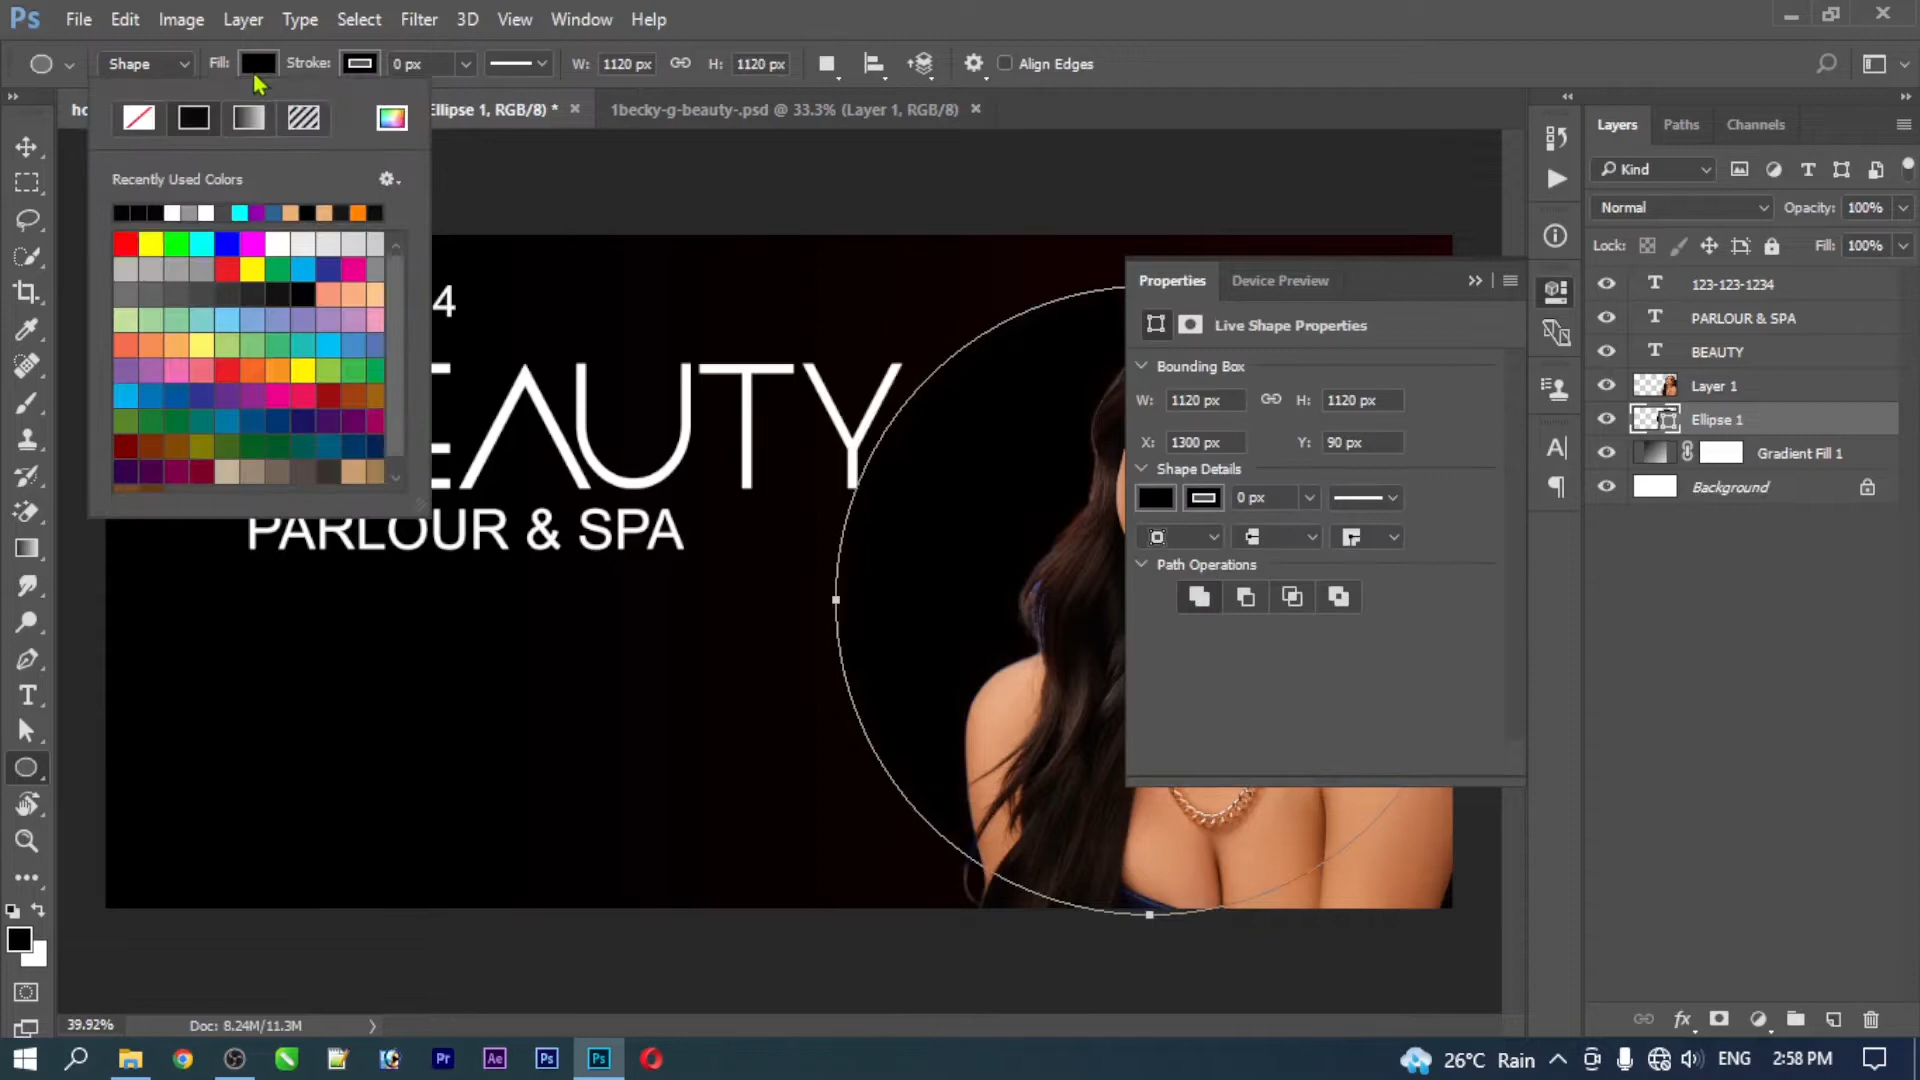 Ps File Edit Image Layer Type Select Filter 3D View Window Help
Shape Fill: Stroke: 0 px W: 1120 px H: 1120 px Align Edges
Ellipse 1, RGB/8) * × 1becky-g-beauty-.psd @ 33.3% (Layer 1, RGB/8) ×
Recently Used Colors
4
EAUTY
PARLOUR & SPA
Properties Device Preview
Live Shape Properties
Bounding Box
W: 1120 px H: 1120 px
X: 1300 px Y: 90 px
Shape Details
0 px
Path Operations
Layers Paths Channels
Kind
Normal Opacity: 100%
Lock: Fill: 100%
123-123-1234
PARLOUR & SPA
BEAUTY
Layer 1
Ellipse 1
Gradient Fill 1
Background
39.92% Doc: 8.24M/11.3M
Pr Ae Ps Ps 26°C Rain ENG 2:58 PM